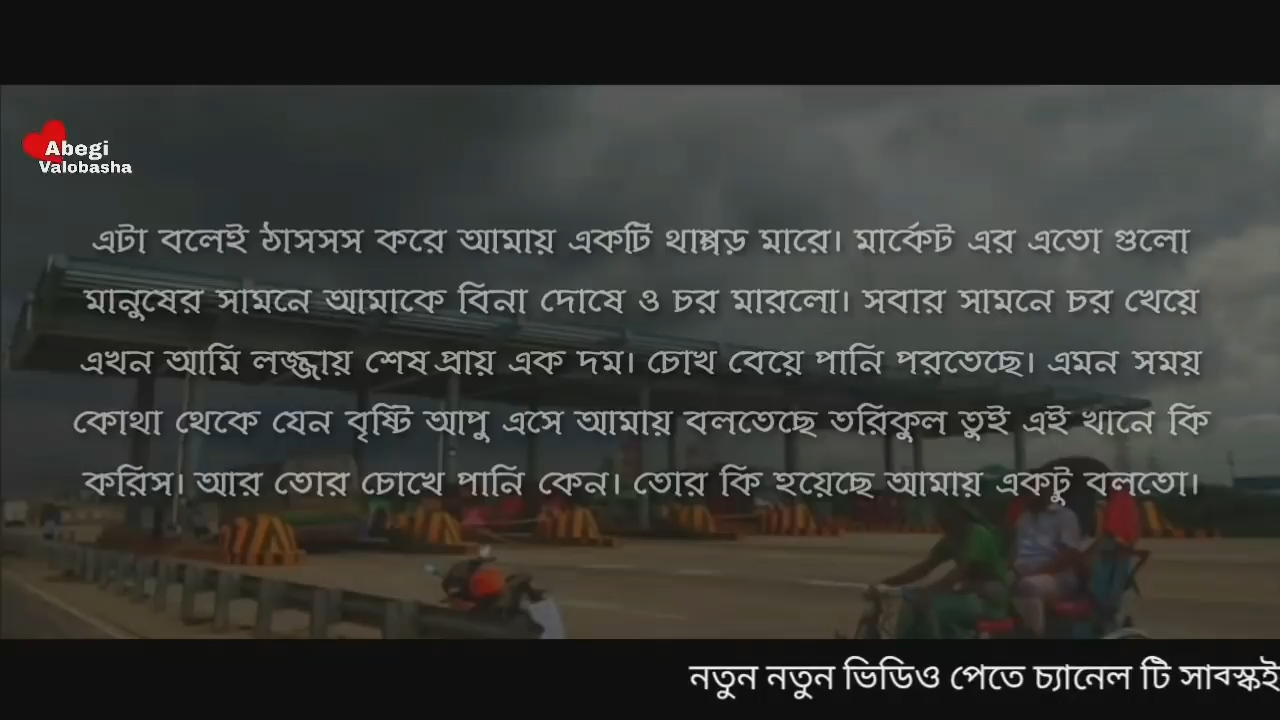 Abegi
Valobasha
এটা বলেই ঠাসসস করে আমায় একটি থাপ্পড় মারে। মার্কেট এর এতো গুলো
মানুষের সামনে আমাকে বিনা দোষে ও চর মারলো। সবার সামনে চর খেয়ে
এখন আমি লজ্জায় শেষ প্রায় এক দম। চোখ বেয়ে পানি পরতেছে। এমন সময়
কোথা থেকে যেন বৃষ্টি আপু এসে আমায় বলতেছে তরিকুল তুই এই খানে কি
করিস। আর তোর চোখে পানি কেন। তোর কি হয়েছে আমায় একটু বলতো।
নতুন নতুন ভিডিও পেতে চ্যানেল টি সাবস্কই